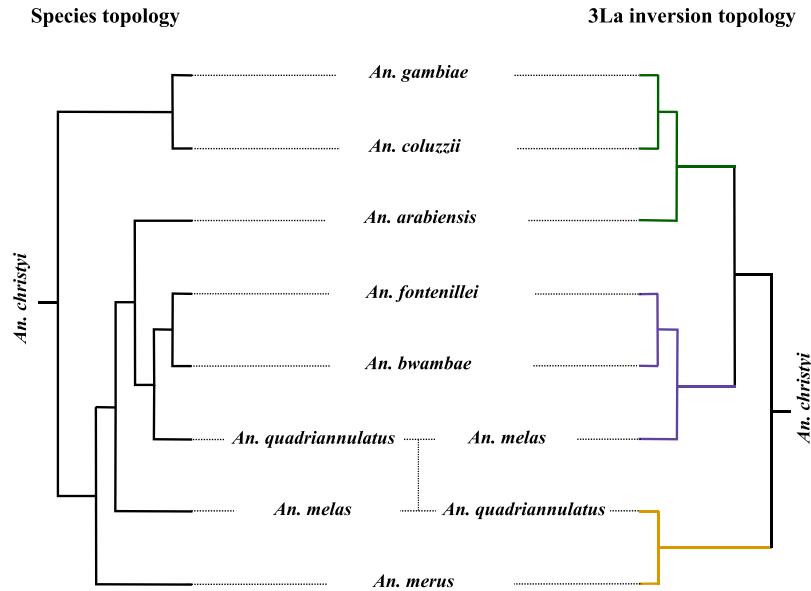 Species topology
3La inversion topology
An. gambiae
An. coluzzii
An. arabiensis
An. fontenillei
An. bwambae
An. quadriannulatus
An. melas
An. melas
An. quadriannulatus
An. merus
An. christyi
An. christyi